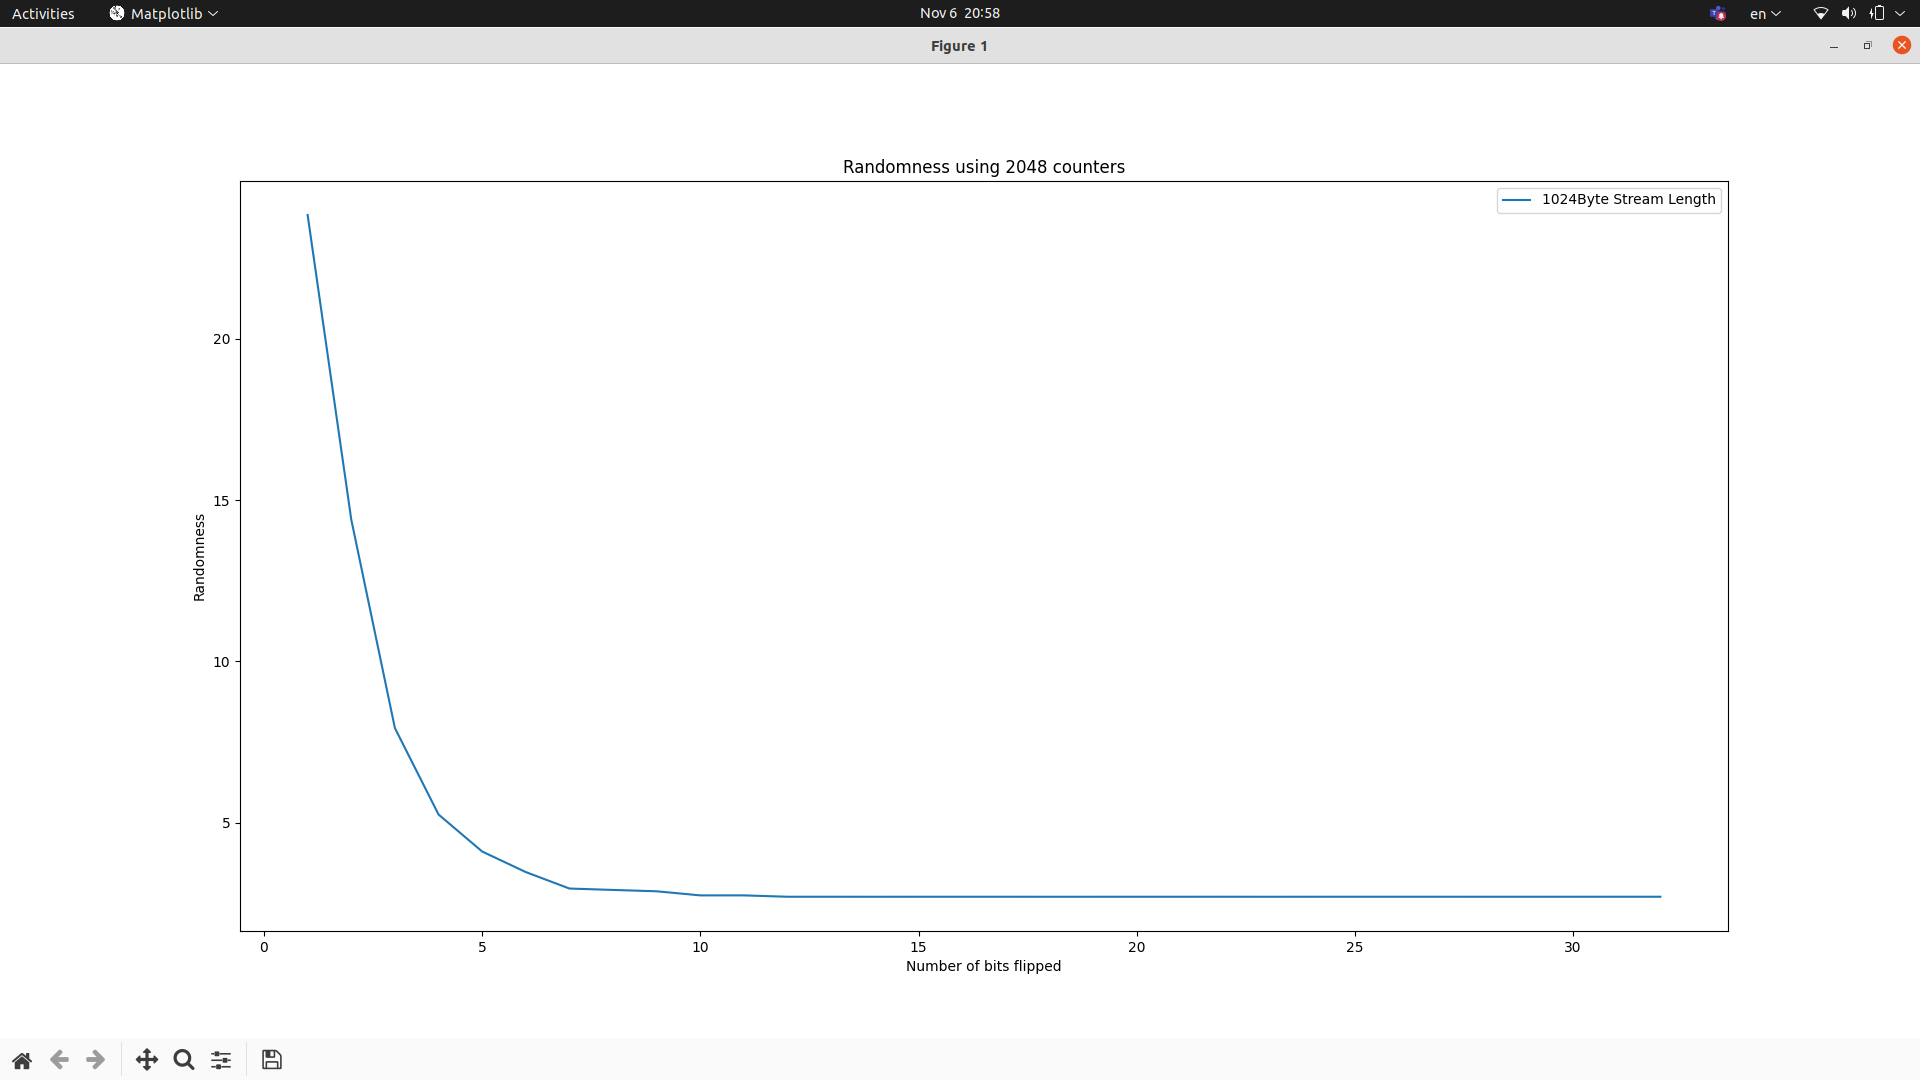 Activities Matplotlib Nov 6 20:58 en
Figure 1
Randomness using 2048 counters
1024Byte Stream Length
20
15
10
5
Randomness
0 5 10 15 20 25 30
Number of bits flipped